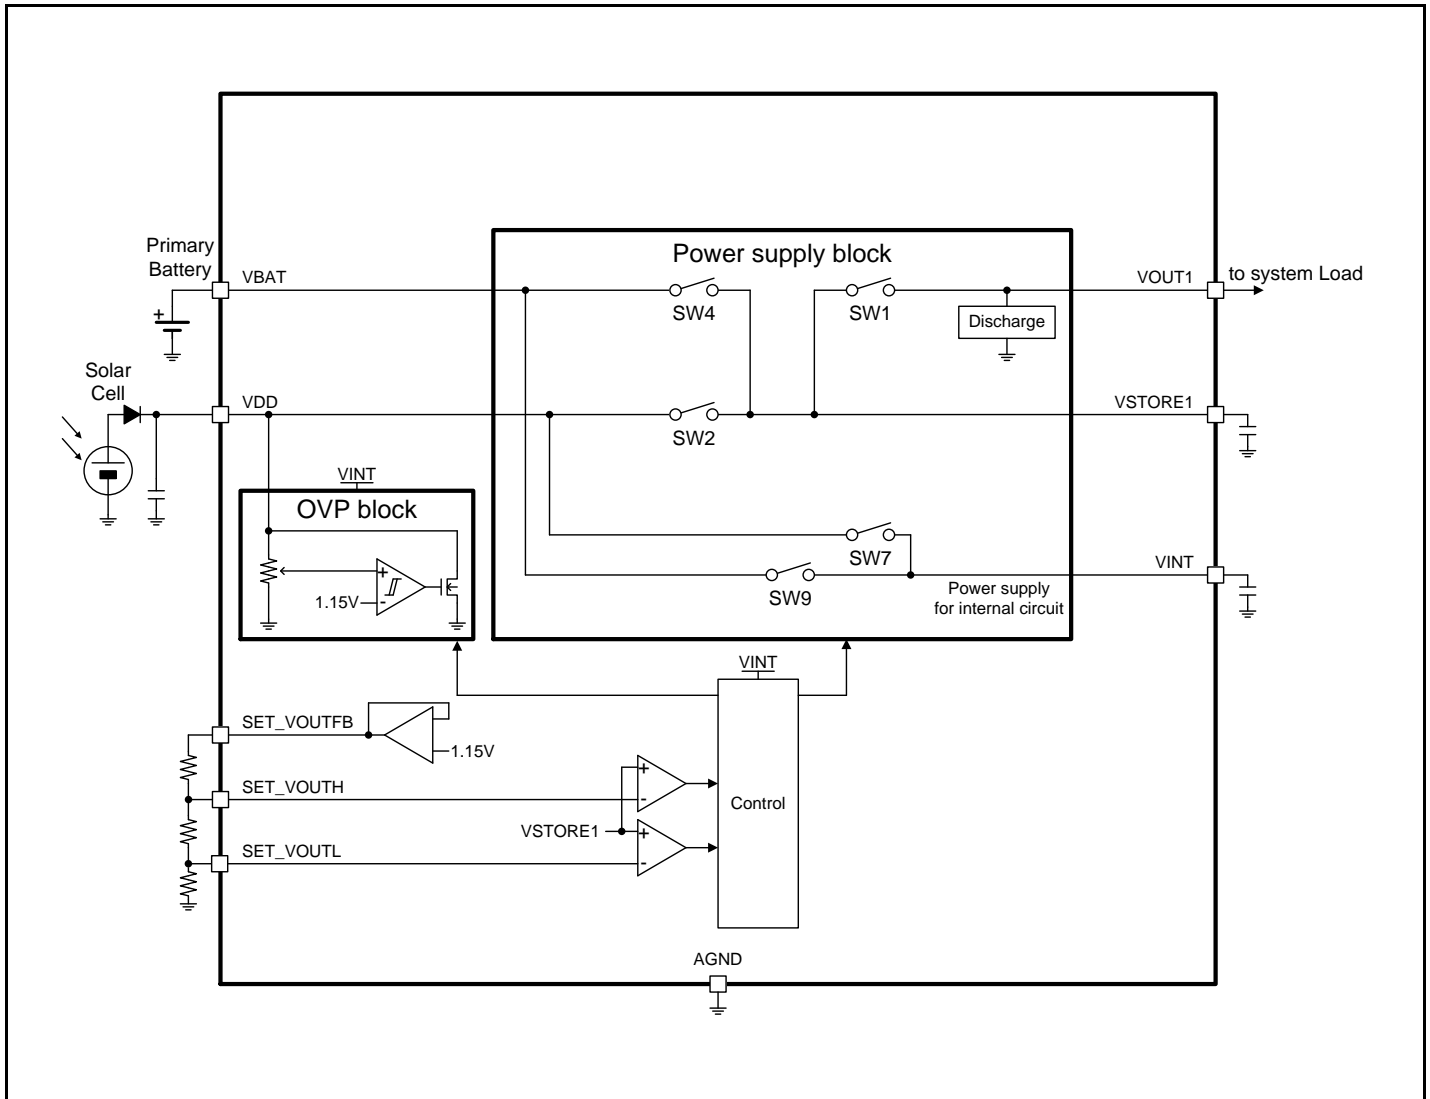 Power supply block
Primary
Battery
VBAT
SW4
SW1
VOUT1
to system Load
Discharge
+
Solar
Cell
VDD
SW2
VSTORE1
VINT
OVP block
+
-
1.15V
SW7
SW9
VINT
Power supply
for internal circuit
VINT
SET_VOUTFB
1.15V
SET_VOUTH
+
-
Control
VSTORE1
+
-
SET_VOUTL
AGND